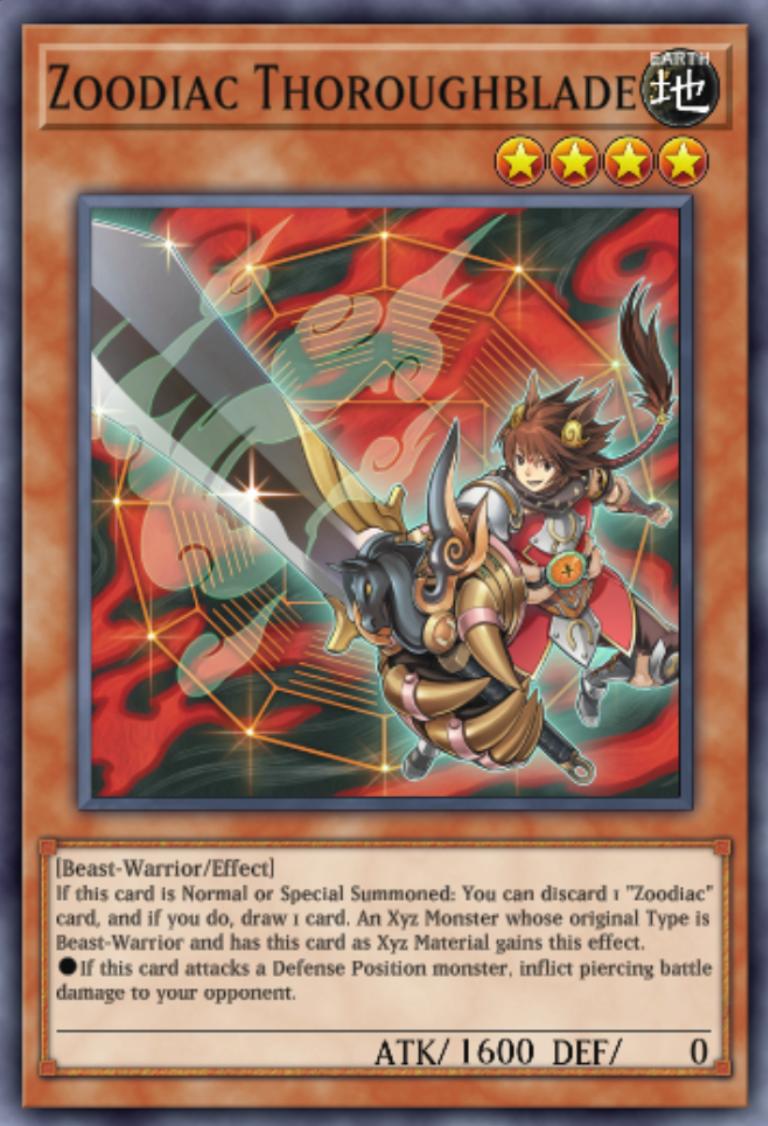 Zoodiac Thoroughblade
EARTH
地
[Beast-Warrior/Effect]
If this card is Normal or Special Summoned: You can discard 1 "Zoodiac"
card, and if you do, draw 1 card. An Xyz Monster whose original Type is
Beast-Warrior and has this card as Xyz Material gains this effect.
●If this card attacks a Defense Position monster, inflict piercing battle
damage to your opponent.
ATK/ 1600 DEF/ 0